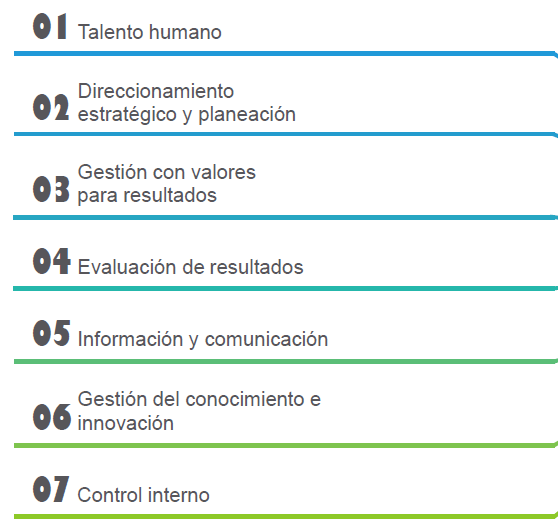 01 Talento humano
Direccionamiento
02 estratégico y planeación
Gestión con valores
03 para resultados
04 Evaluación de resultados
05 Información y comunicación
Gestión del conocimiento e
06 innovación
07 Control interno